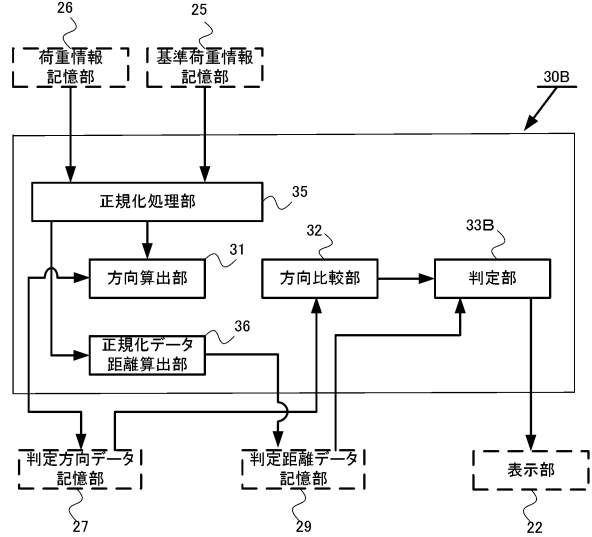 26
25
荷重情報
記憶部
基準荷重情報
記憶部
30B
正規化処理部
35
31
32
33B
方向算出部
方向比較部
判定部
36
正規化データ
距離算出部
判定方向データ
記憶部
判定距離データ
記憶部
表示部
27
29
22